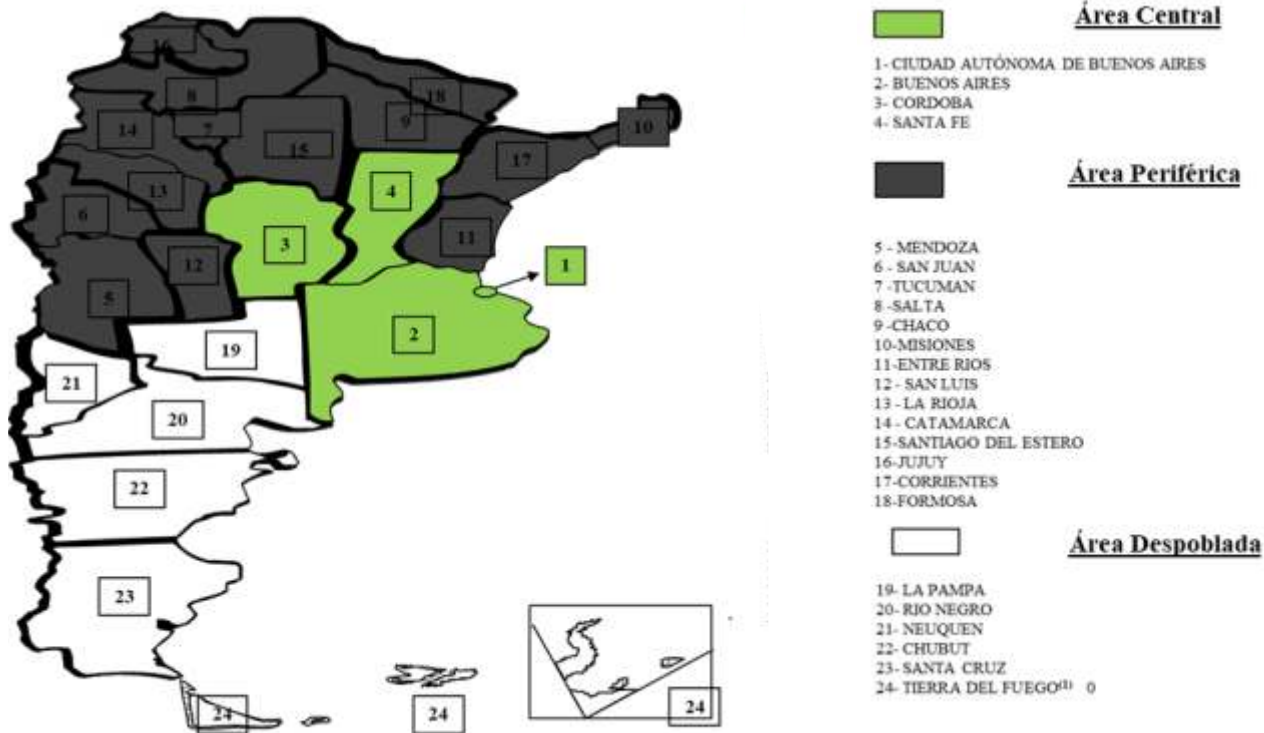 16
8
18
14
7
9
10
15
17
13
4
6
11
3
12
1
5
2
19
21
20
22
23
24
24
24
Área Central
1- CIUDAD AUTÓNOMA DE BUENOS AIRES
2- BUENOS AIRES
3- CORDOBA
4- SANTA FE
Área Periférica
5 - MENDOZA
6 - SAN JUAN
7 -TUCUMAN
8 -SALTA
9 -CHACO
10-MISIONES
11-ENTRE RIOS
12 - SAN LUIS
13 - LA RIOJA
14 - CATAMARCA
15-SANTIAGO DEL ESTERO
16-JUJUY
17-CORRIENTES
18-FORMOSA
Área Despoblada
19- LA PAMPA
20- RIO NEGRO
21- NEUQUEN
22- CHUBUT
23- SANTA CRUZ
24- TIERRA DEL FUEGO(1) 0